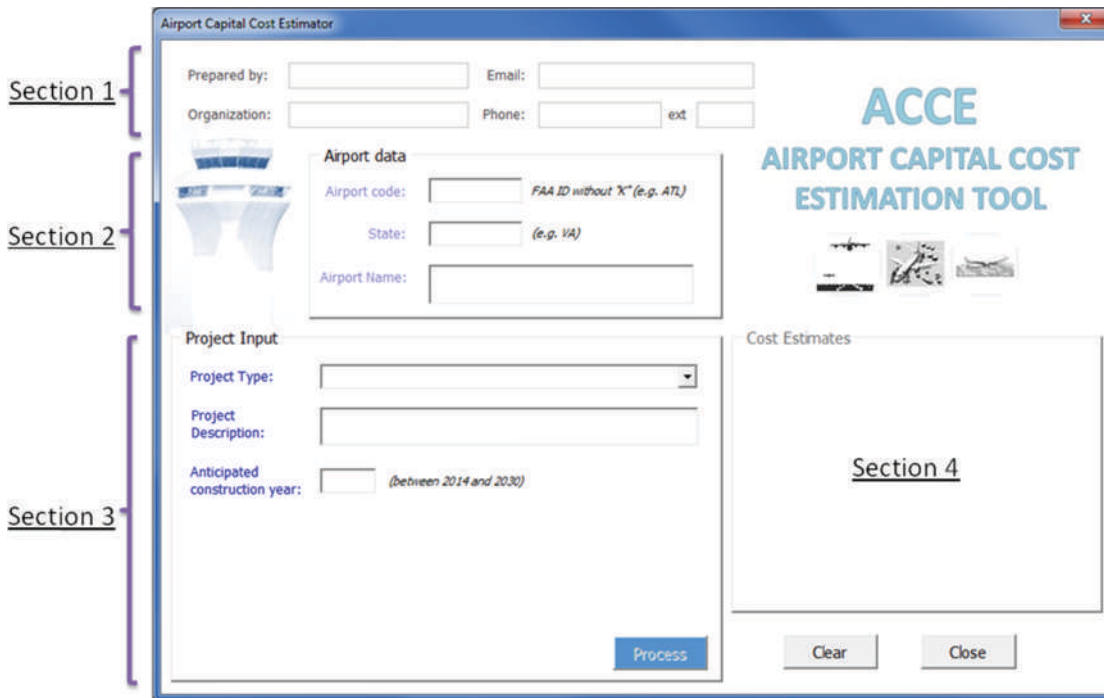 Airport Capital Cost Estimator
x
Section 1
Prepared by:
Email:
Organization:
Phone:
ext
ACCE
AIRPORT CAPITAL COST
ESTIMATION TOOL
Section 2
Airport data
Airport code:
FAA ID without "K" (e.g. ATL)
State:
(e.g. VA)
Airport Name:
Section 3
Project Input
Project Type:
Project
Description:
Anticipated
construction year:
(between 2014 and 2030)
Process
Cost Estimates
Section 4
Clear
Close